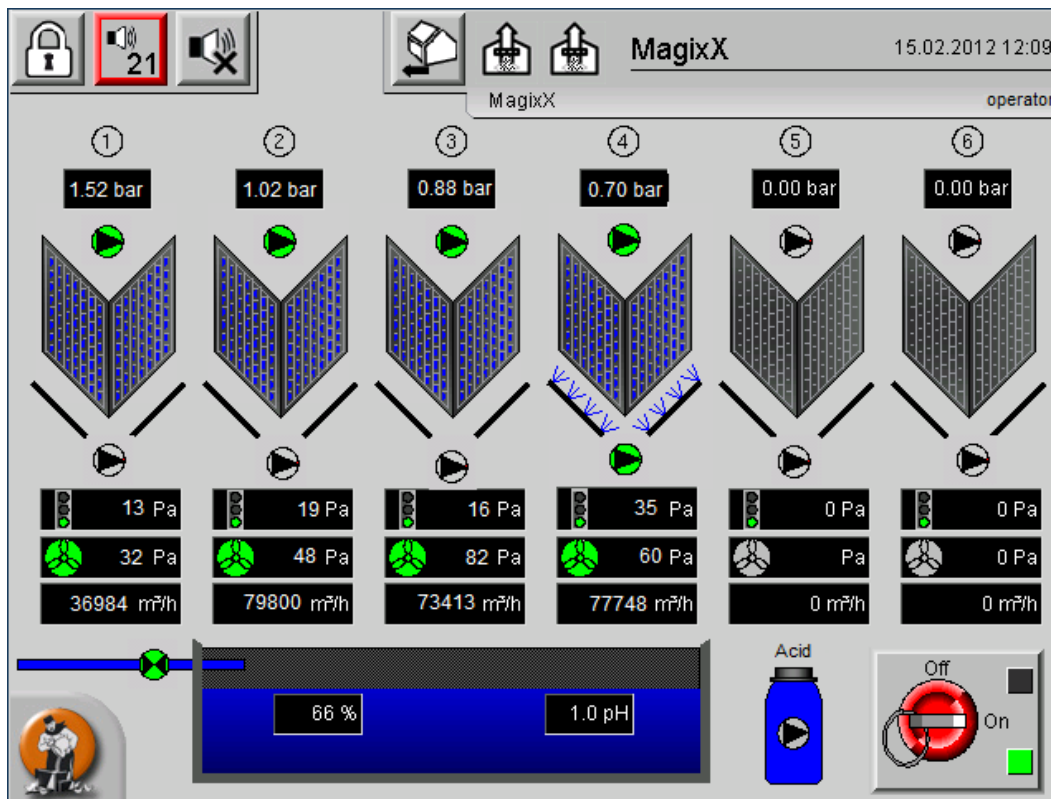 21
MagixX
15.02.2012 12:09
MagixX
operator
1 2 3 4 5 6
1.52 bar 1.02 bar 0.88 bar 0.70 bar 0.00 bar 0.00 bar
13 Pa 19 Pa 16 Pa 35 Pa 0 Pa 0 Pa
32 Pa 48 Pa 82 Pa 60 Pa Pa 0 Pa
36984 m³/h 79800 m³/h 73413 m³/h 77748 m³/h 0 m³/h 0 m³/h
66 % 1.0 pH
Acid
Off
On